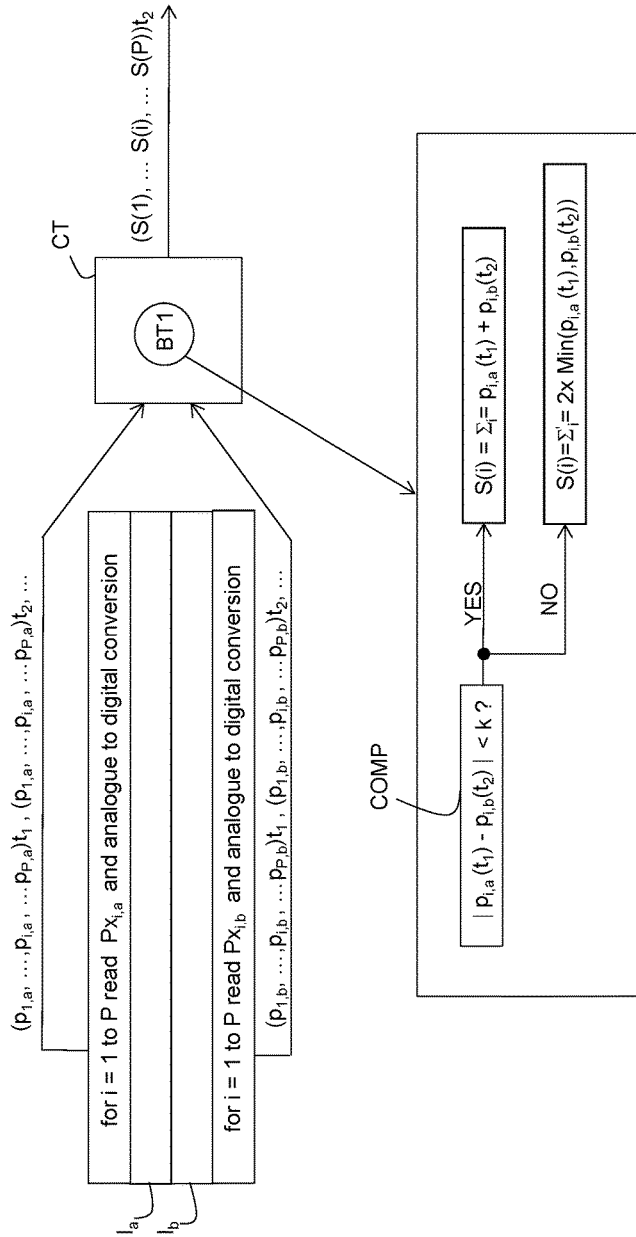 (p1,a, ...,pi,a, ... pP,a)t1 , (p1,a, ...,pi,a, ... pP,a)t2, ...
for i = 1 to P read Pxi,a and analogue to digital conversion
la
lb
for i = 1 to P read Pxi,b and analogue to digital conversion
(p1,b, ...,pi,b, ... pP,b)t1 , (p1,b, ...,pi,b, ... pP,b)t2, ...
CT
BT1
(S(1), ... S(i), ... S(P))t2
COMP
| pi,a (t1) - pi,b(t2) | < k ?
YES
S(i) = Σi= pi,a(t1) + pi,b(t2)
NO
S(i)=Σ'i= 2x Min(pi,a (t1),pi,b(t2))